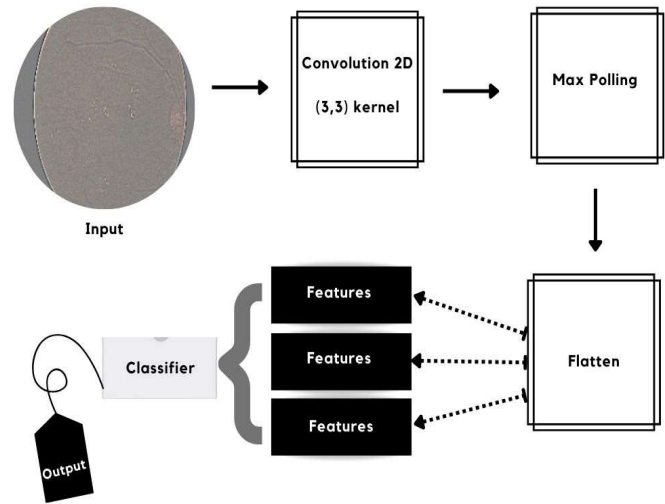 Convolution 2D
(3,3) kernel
Max Polling
Input
Features
Features
Features
Flatten
Classifier
Output